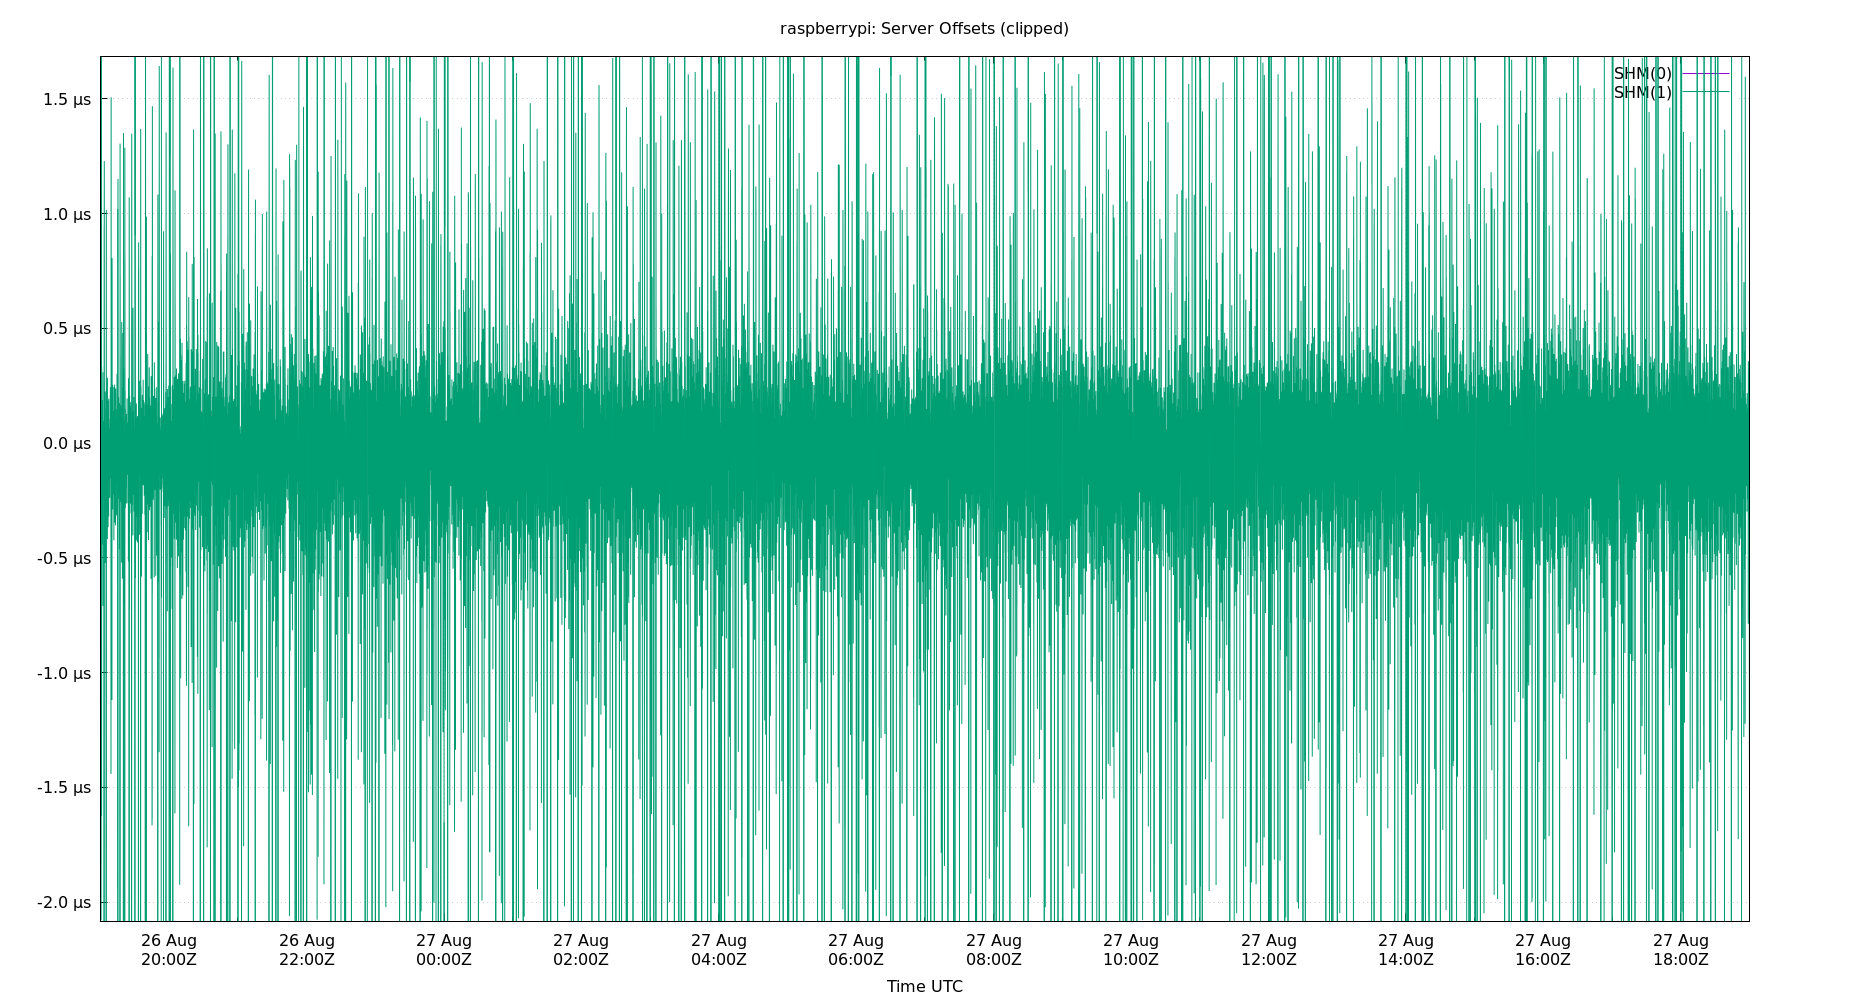 raspberrypi: Server Offsets (clipped)
SHM(0)
SHM(1)
1.5 µs
1.0 µs
0.5 µs
0.0 µs
-0.5 µs
-1.0 µs
-1.5 µs
-2.0 µs
26 Aug 26 Aug 27 Aug 27 Aug 27 Aug 27 Aug 27 Aug 27 Aug 27 Aug 27 Aug 27 Aug 27 Aug
20:00Z 22:00Z 00:00Z 02:00Z 04:00Z 06:00Z 08:00Z 10:00Z 12:00Z 14:00Z 16:00Z 18:00Z
Time UTC